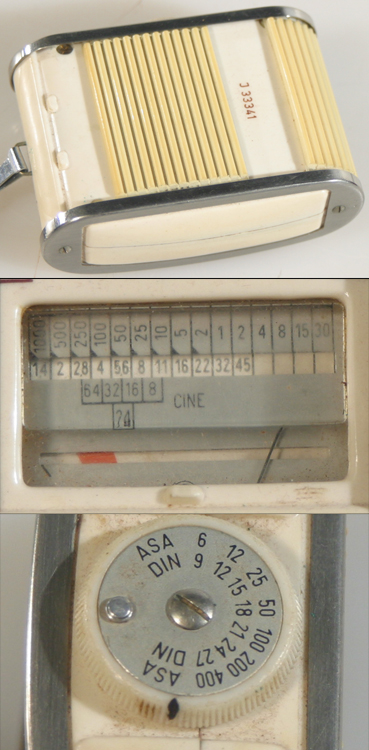 J 33341
1000 500 250 100 50 25 10 5 2 1 2 4 8 15 30
14 2 2,8 4 5,6 8 11 16 22 32 45
64 32 16 8
CINE
24
ASA 6 12 25 50 100 200 400 ASA
DIN 9 12 15 18 21 24 27 DIN